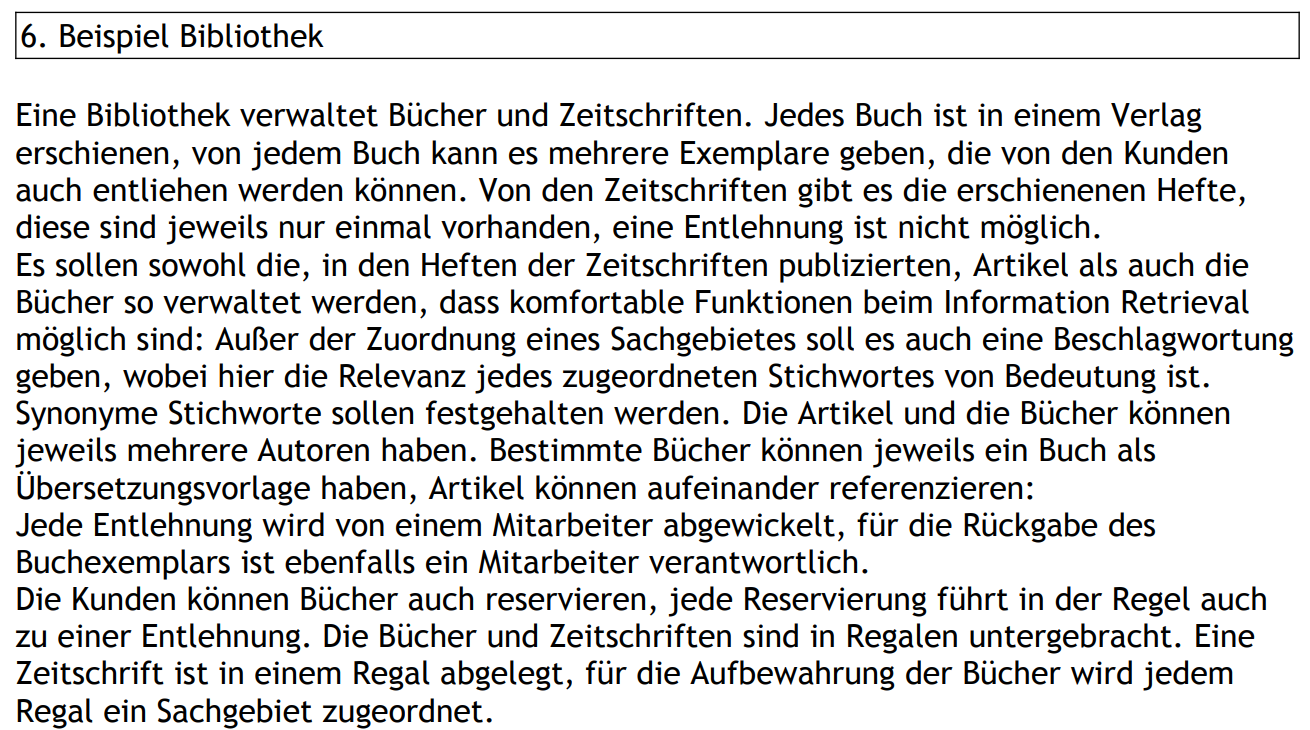 6. Beispiel Bibliothek
Eine Bibliothek verwaltet Bücher und Zeitschriften. Jedes Buch ist in einem Verlag
erschienen, von jedem Buch kann es mehrere Exemplare geben, die von den Kunden
auch entliehen werden können. Von den Zeitschriften gibt es die erschienenen Hefte,
diese sind jeweils nur einmal vorhanden, eine Entlehnung ist nicht möglich.
Es sollen sowohl die, in den Heften der Zeitschriften publizierten, Artikel als auch die
Bücher so verwaltet werden, dass komfortable Funktionen beim Information Retrieval
möglich sind: Außer der Zuordnung eines Sachgebietes soll es auch eine Beschlagwortung
geben, wobei hier die Relevanz jedes zugeordneten Stichwortes von Bedeutung ist.
Synonyme Stichworte sollen festgehalten werden. Die Artikel und die Bücher können
jeweils mehrere Autoren haben. Bestimmte Bücher können jeweils ein Buch als
Übersetzungsvorlage haben, Artikel können aufeinander referenzieren:
Jede Entlehnung wird von einem Mitarbeiter abgewickelt, für die Rückgabe des
Buchexemplars ist ebenfalls ein Mitarbeiter verantwortlich.
Die Kunden können Bücher auch reservieren, jede Reservierung führt in der Regel auch
zu einer Entlehnung. Die Bücher und Zeitschriften sind in Regalen untergebracht. Eine
Zeitschrift ist in einem Regal abgelegt, für die Aufbewahrung der Bücher wird jedem
Regal ein Sachgebiet zugeordnet.